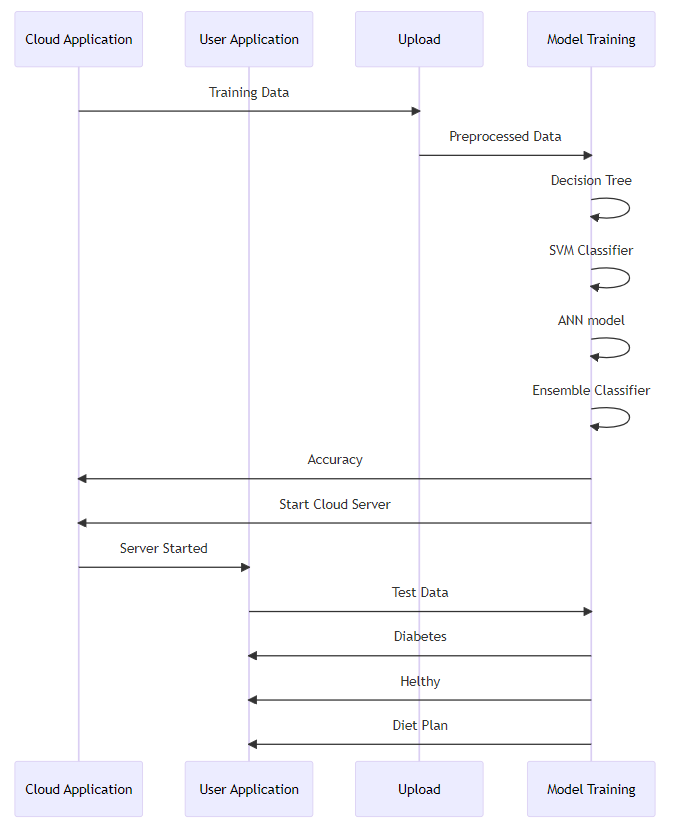 Cloud Application
User Application
Upload
Model Training
Training Data
Preprocessed Data
Decision Tree
SVM Classifier
ANN model
Ensemble Classifier
Accuracy
Start Cloud Server
Server Started
Test Data
Diabetes
Helthy
Diet Plan
Cloud Application
User Application
Upload
Model Training